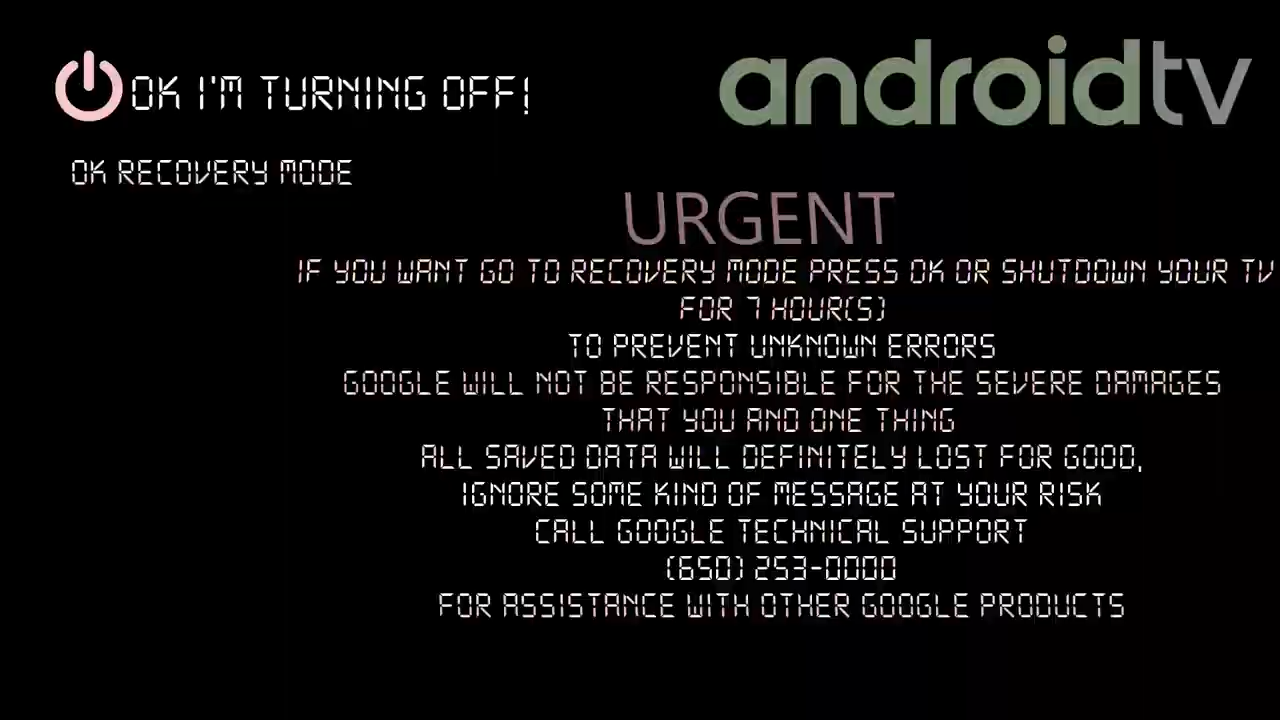 OK I'M TURNING OFF!
androidtv
OK RECOVERY MODE
URGENT
IF YOU WANT GO TO RECOVERY MODE PRESS OK OR SHUTDOWN YOUR TV
FOR 7 HOUR(S)
TO PREVENT UNKNOWN ERRORS
GOOGLE WILL NOT BE RESPONSIBLE FOR THE SEVERE DAMAGES
THAT YOU AND ONE THING
ALL SAVED DATA WILL DEFINITELY LOST FOR GOOD,
IGNORE SOME KIND OF MESSAGE AT YOUR RISK
CALL GOOGLE TECHNICAL SUPPORT
(650) 253-0000
FOR ASSISTANCE WITH OTHER GOOGLE PRODUCTS